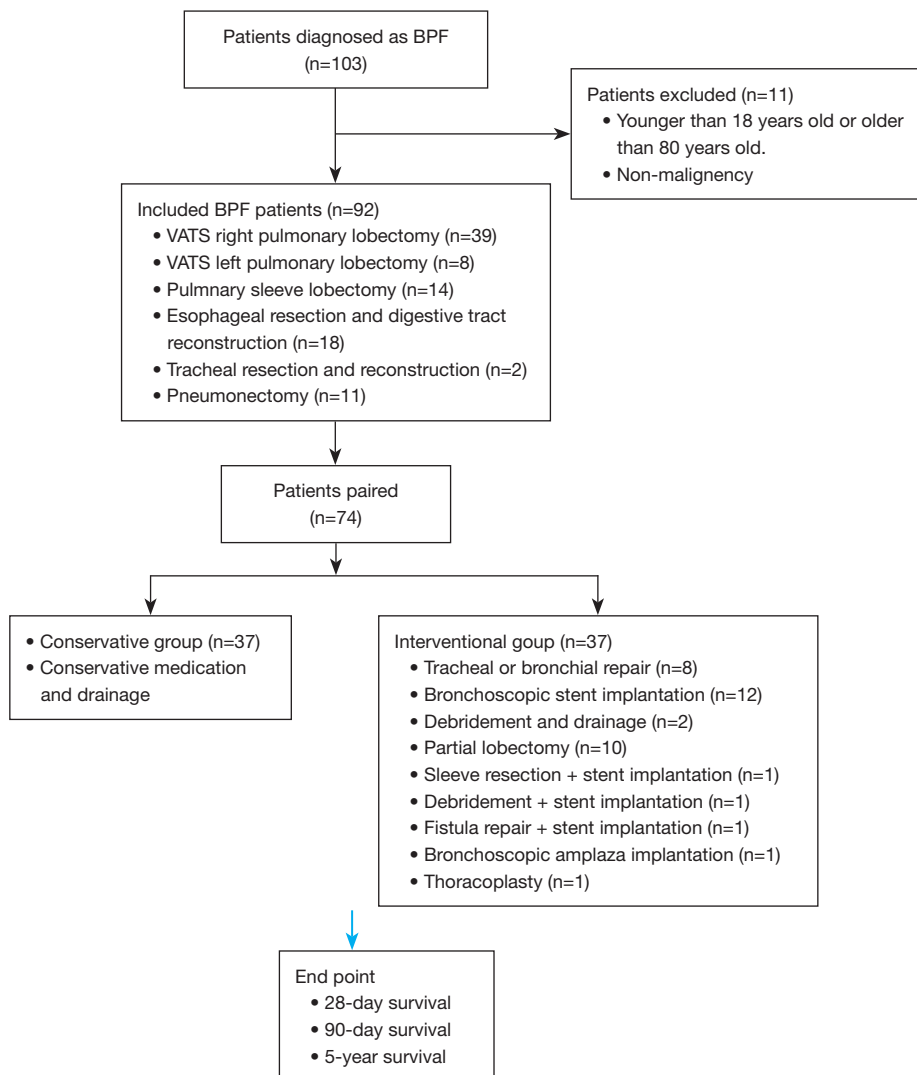 Patients diagnosed as BPF
(n=103)
Patients excluded (n=11)
• Younger than 18 years old or older
than 80 years old.
• Non-malignency
Included BPF patients (n=92)
• VATS right pulmonary lobectomy (n=39)
• VATS left pulmonary lobectomy (n=8)
• Pulmnary sleeve lobectomy (n=14)
• Esophageal resection and digestive tract
reconstruction (n=18)
• Tracheal resection and reconstruction (n=2)
• Pneumonectomy (n=11)
Patients paired
(n=74)
• Conservative group (n=37)
• Conservative medication
and drainage
Interventional goup (n=37)
• Tracheal or bronchial repair (n=8)
• Bronchoscopic stent implantation (n=12)
• Debridement and drainage (n=2)
• Partial lobectomy (n=10)
• Sleeve resection + stent implantation (n=1)
• Debridement + stent implantation (n=1)
• Fistula repair + stent implantation (n=1)
• Bronchoscopic amplaza implantation (n=1)
• Thoracoplasty (n=1)
End point
• 28-day survival
• 90-day survival
• 5-year survival